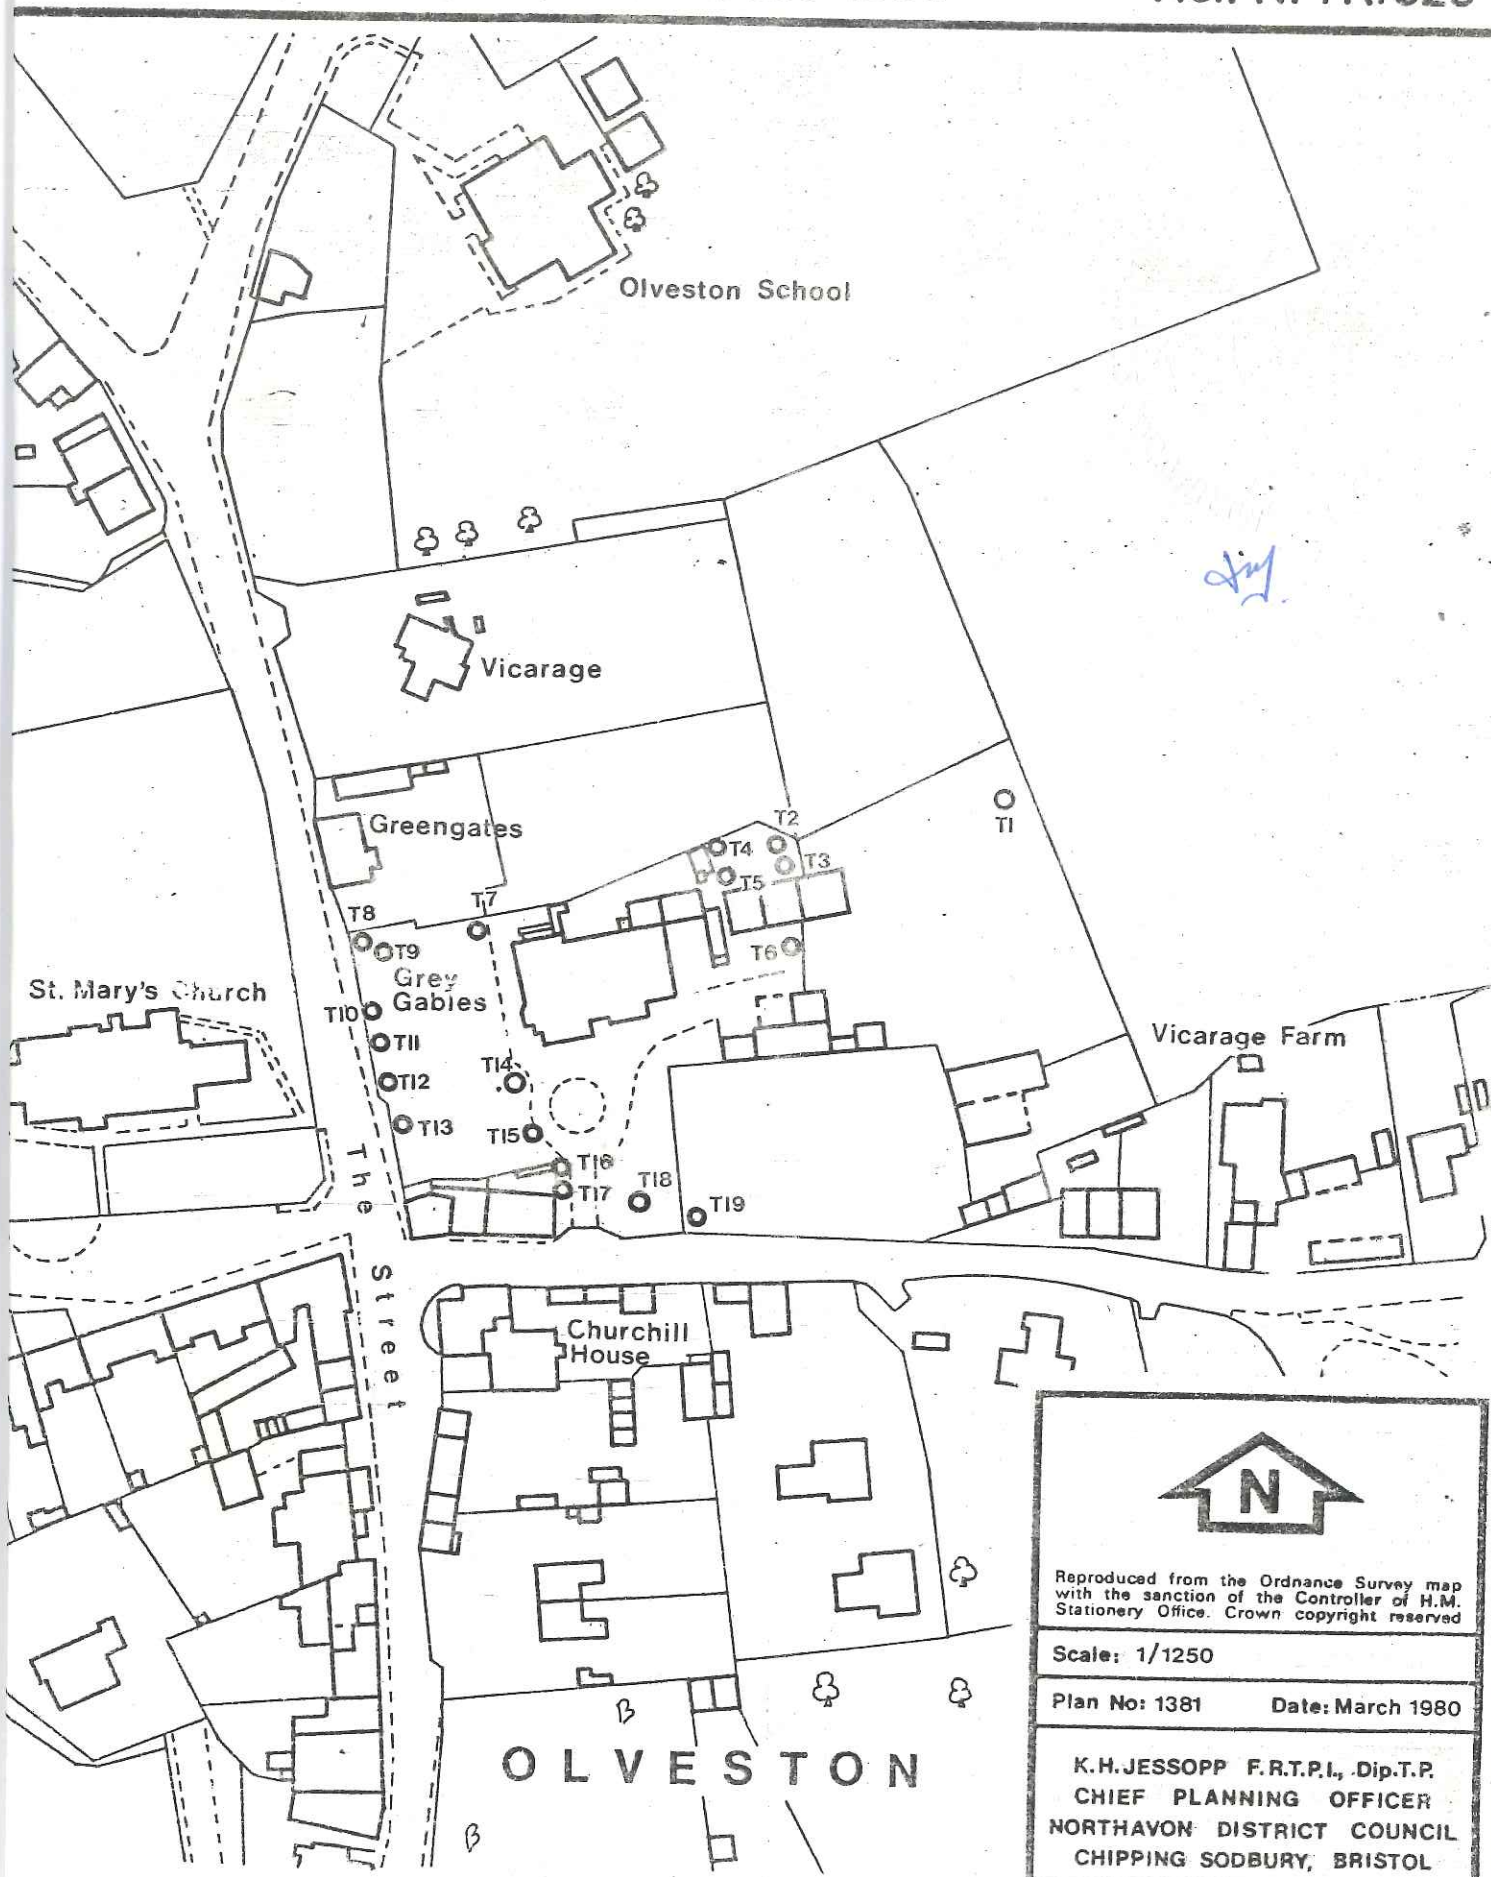 Olveston School
Vicarage
Greengates
T1
T2
T3
T4
T5
T6
T7
T8
T9
Grey
Gables
St. Mary's Church
T10
T11
T12
T13
T14
T15
T16
T17
T18
T19
Vicarage Farm
The Street
Churchill
House
OLVESTON
B
B
N
Reproduced from the Ordnance Survey map
with the sanction of the Controller of H.M.
Stationery Office. Crown copyright reserved
Scale: 1/1250
Plan No: 1381 Date: March 1980
K.H.JESSOPP F.R.T.P.I., Dip.T.P.
CHIEF PLANNING OFFICER
NORTHAVON DISTRICT COUNCIL
CHIPPING SODBURY, BRISTOL